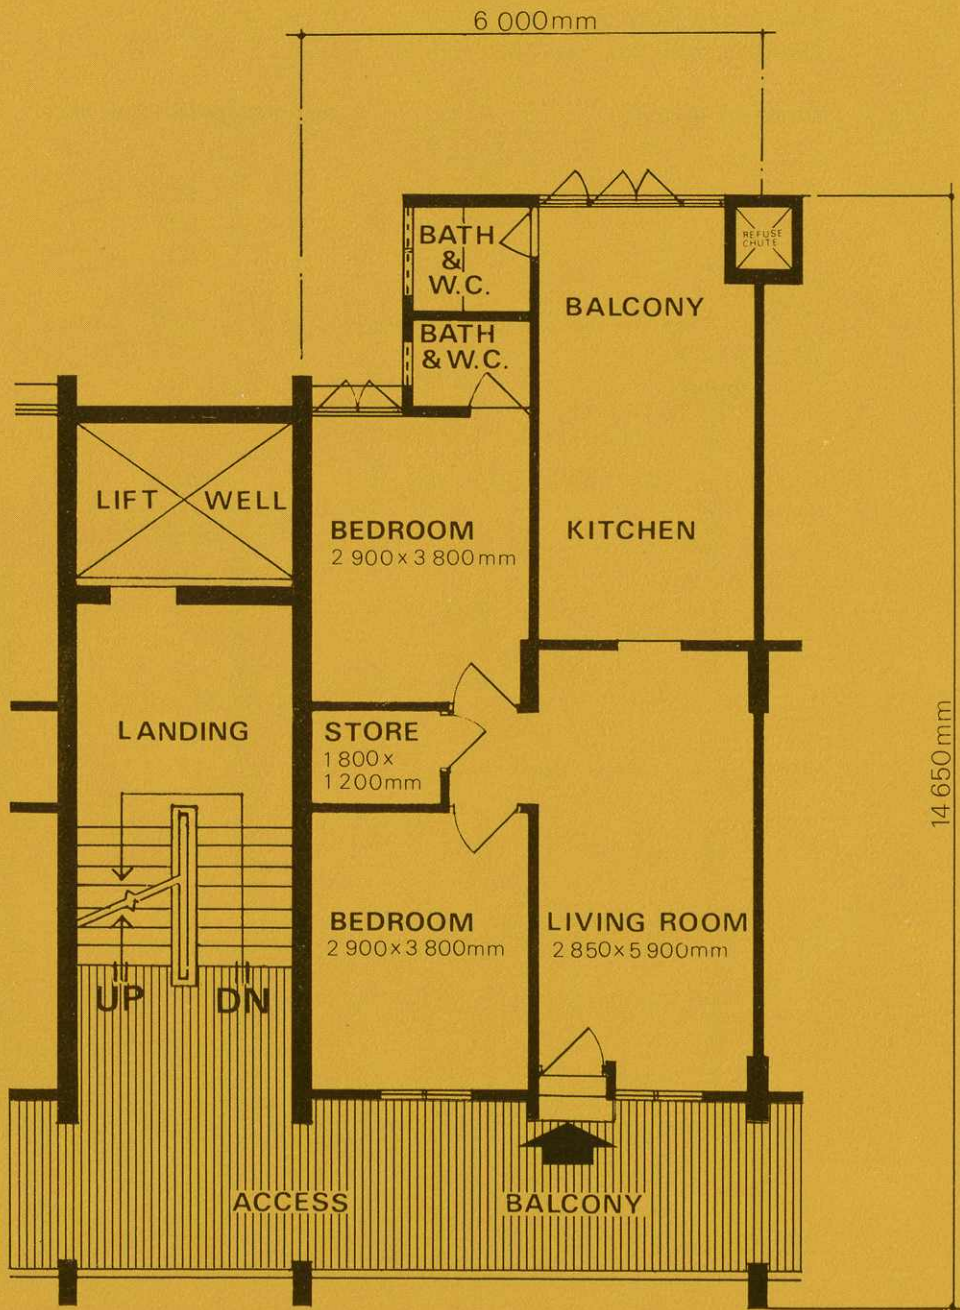 6 000mm
BATH
&
W.C.
REFUSE
CHUTE
BALCONY
BATH
& W.C.
LIFT WELL
BEDROOM
2 900 x 3 800mm
KITCHEN
LANDING
STORE
1 800 x
1 200mm
14 650mm
BEDROOM
2 900 x 3 800mm
LIVING ROOM
2 850 x 5 900mm
UP
DN
ACCESS BALCONY